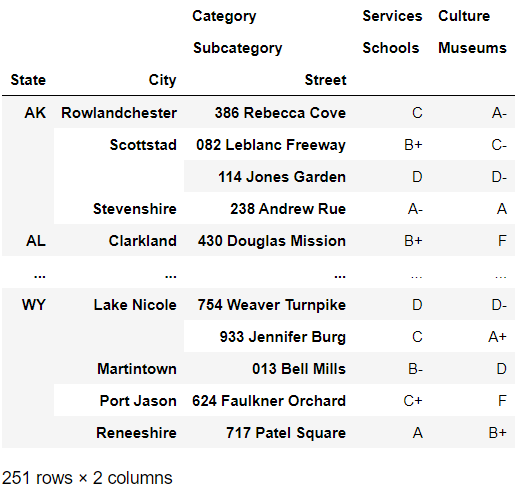 Category Services Culture
Subcategory Schools Museums
State City Street
AK Rowlandchester 386 Rebecca Cove C A-
Scottstad 082 Leblanc Freeway B+ C-
114 Jones Garden D D-
Stevenshire 238 Andrew Rue A- A
AL Clarkland 430 Douglas Mission B+ F
... ... ... ... ...
WY Lake Nicole 754 Weaver Turnpike D D-
933 Jennifer Burg C A+
Martintown 013 Bell Mills B- D
Port Jason 624 Faulkner Orchard C+ F
Reneeshire 717 Patel Square A B+
251 rows × 2 columns